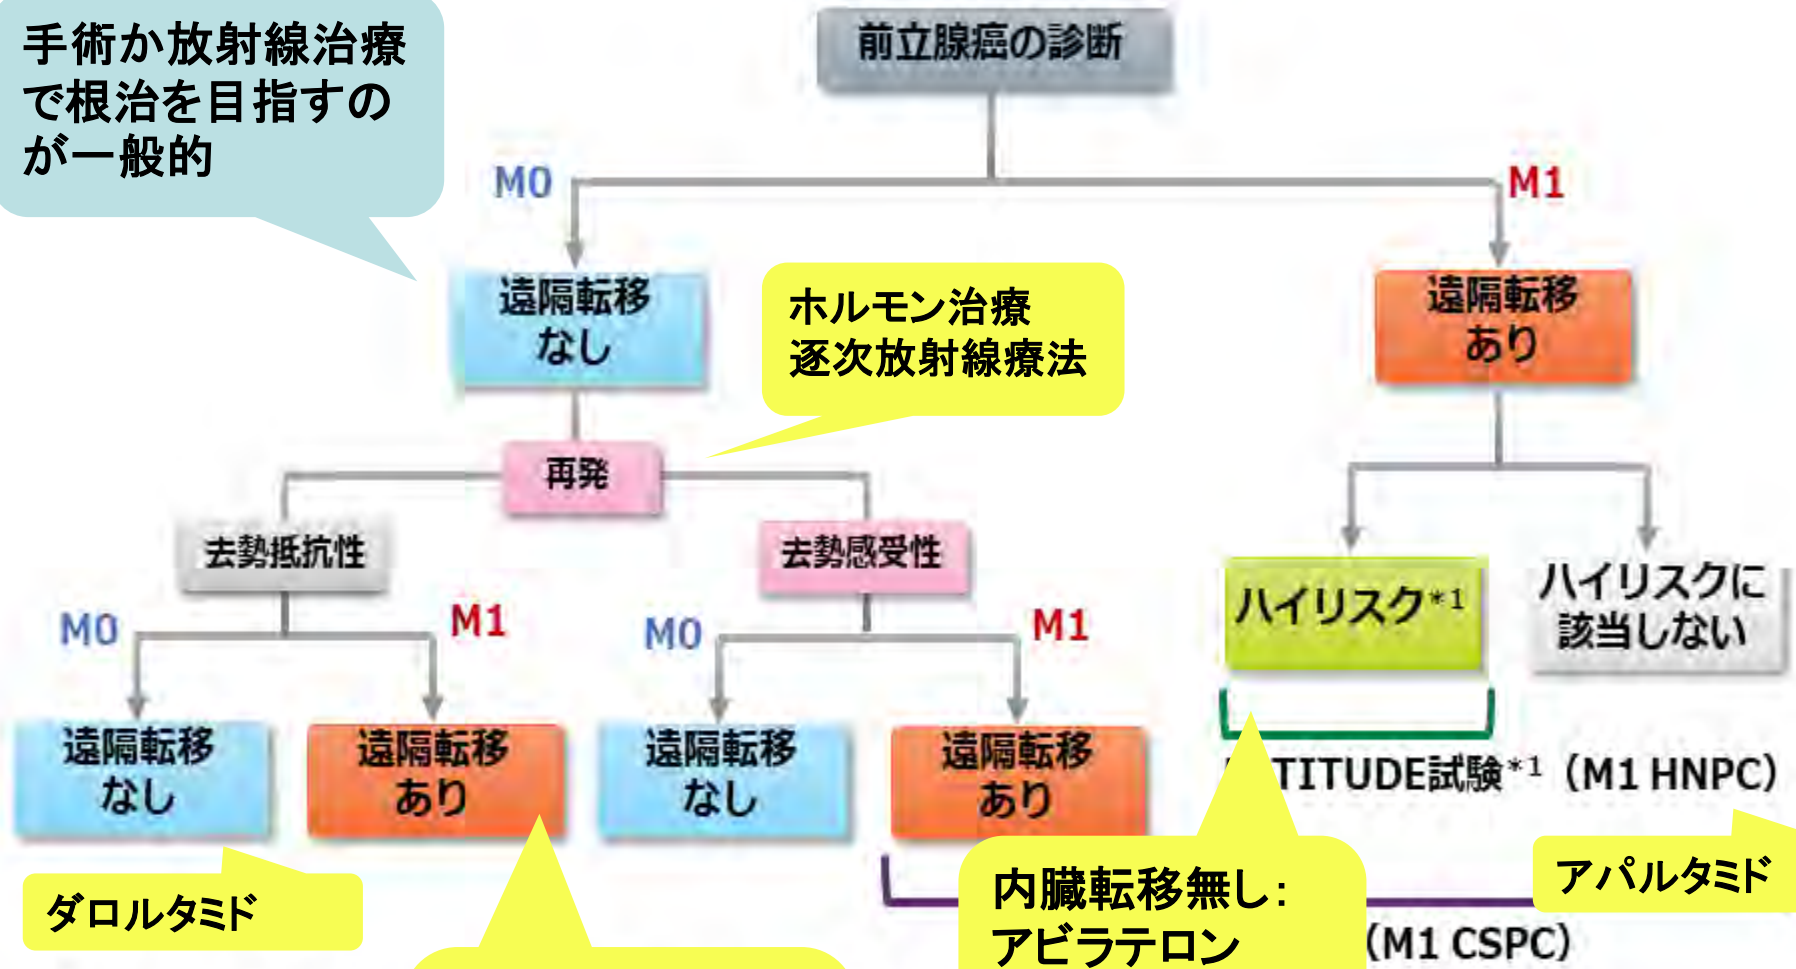 手術か放射線治療
で根治を目指すの
が一般的
前立腺癌の診断
M0
M1
遠隔転移
なし
ホルモン治療
逐次放射線療法
遠隔転移
あり
再発
去勢抵抗性
去勢感受性
ハイリスク*1
ハイリスクに
該当しない
M0
M1
M0
M1
遠隔転移
なし
遠隔転移
あり
遠隔転移
なし
遠隔転移
あり
TITUDE試験*1（M1 HNPC）
ダロルタミド
内臓転移無し：
アビラテロン
アパルタミド
（M1 CSPC）